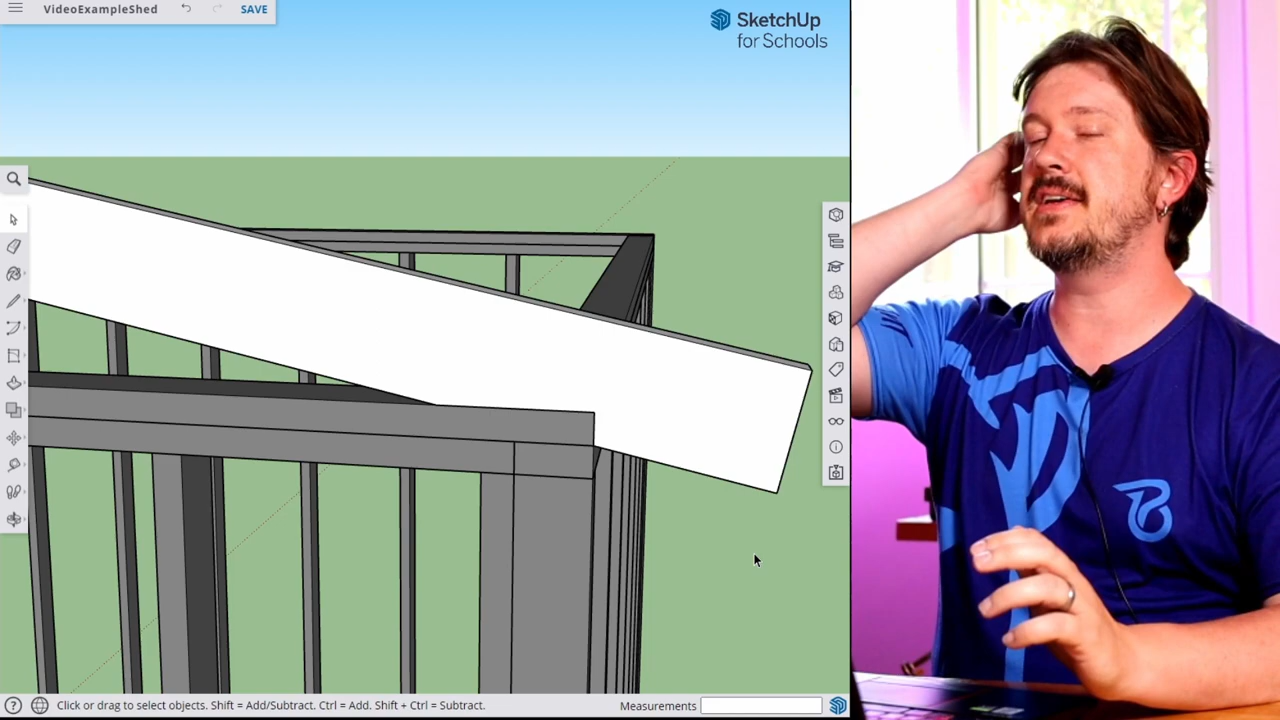 VideoExampleShed
SAVE
SketchUp
for Schools
Click or drag to select objects. Shift = Add/Subtract. Ctrl = Add. Shift + Ctrl = Subtract.
Measurements